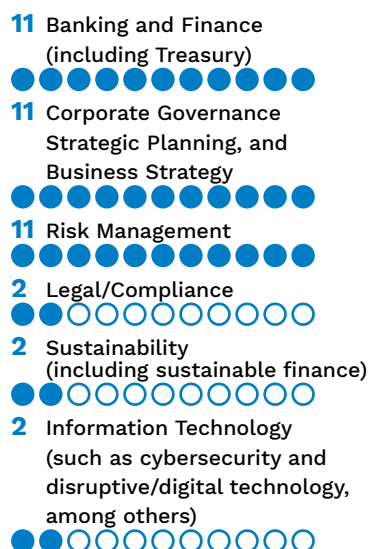 11 Banking and Finance
(including Treasury)
11 Corporate Governance
Strategic Planning, and
Business Strategy
11 Risk Management
2 Legal/Compliance
2 Sustainability
(including sustainable finance)
2 Information Technology
(such as cybersecurity and
disruptive/digital technology,
among others)